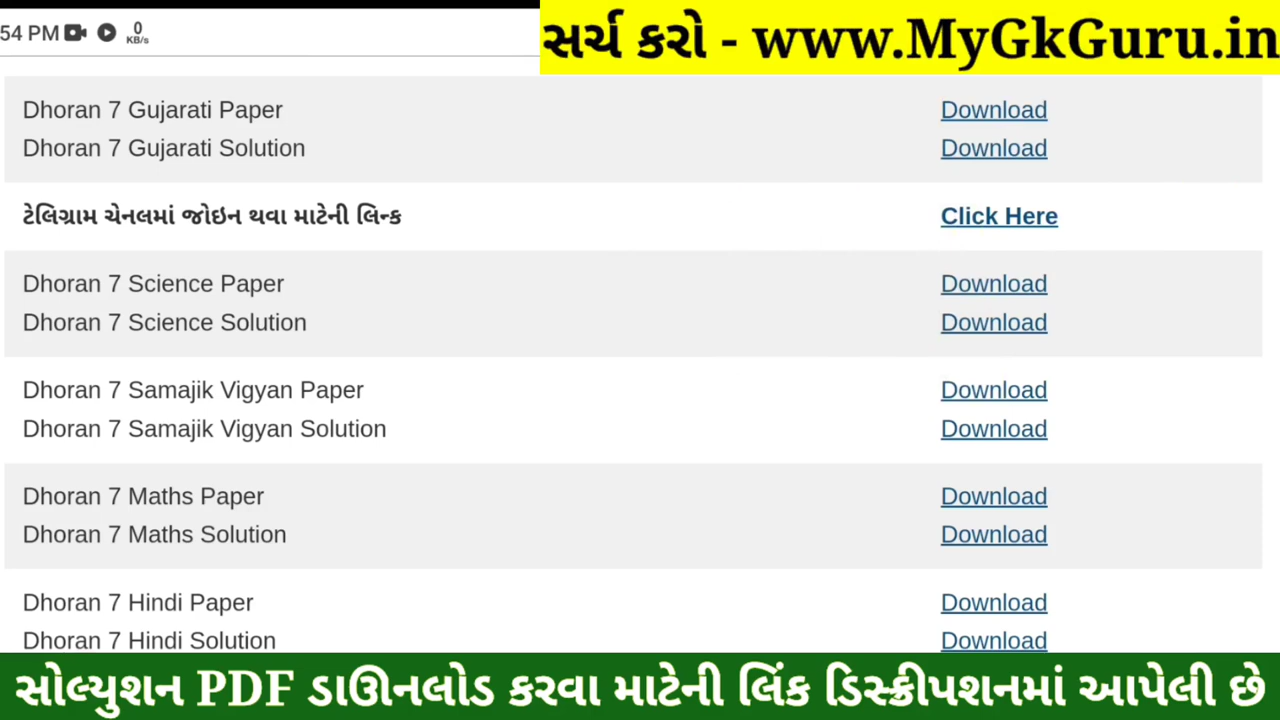 54 PM 0 KB/s
સર્ચ કરો - www.MyGkGuru.in
Dhoran 7 Gujarati Paper Download
Dhoran 7 Gujarati Solution Download
ટેલિગ્રામ ચેનલમાં જોઇન થવા માટેની લિન્ક Click Here
Dhoran 7 Science Paper Download
Dhoran 7 Science Solution Download
Dhoran 7 Samajik Vigyan Paper Download
Dhoran 7 Samajik Vigyan Solution Download
Dhoran 7 Maths Paper Download
Dhoran 7 Maths Solution Download
Dhoran 7 Hindi Paper Download
Dhoran 7 Hindi Solution Download
સોલ્યુશન PDF ડાઊનલોડ કરવા માટેની લિંક ડિસ્ક્રીપશનમાં આપેલી છે